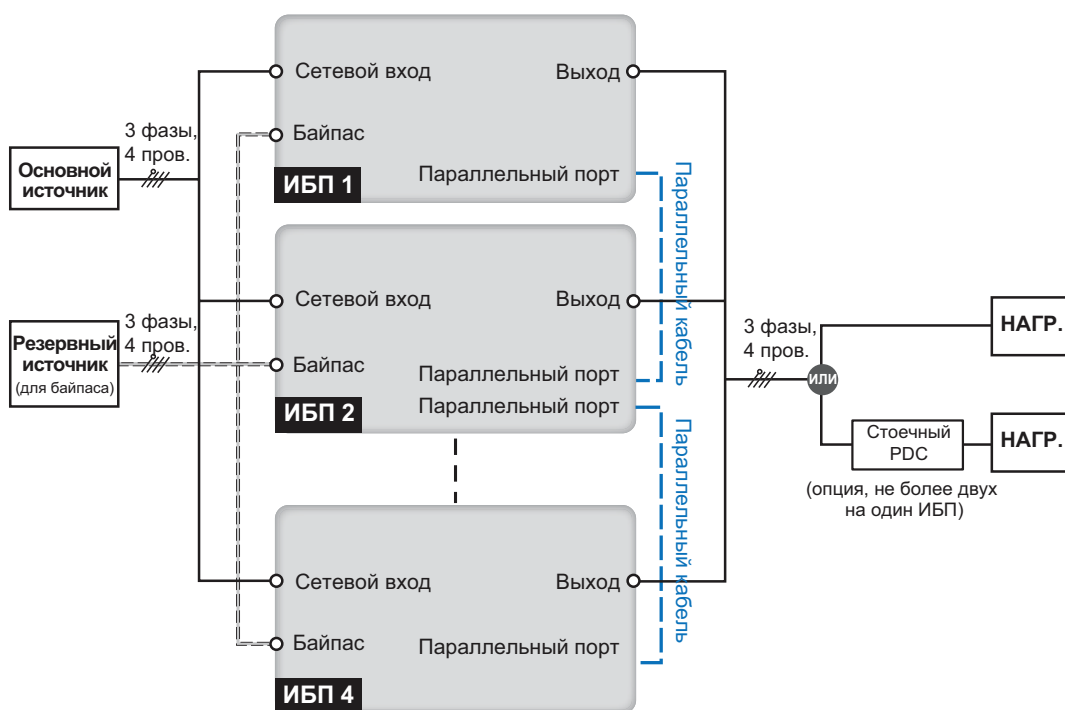 Сетевой вход
Выход
Байпас
Параллельный порт
ИБП 1
3 фазы,
4 пров.
Основной
источник
Параллельный кабель
Сетевой вход
Выход
Байпас
Параллельный порт
Параллельный порт
ИБП 2
3 фазы,
4 пров.
Резервный
источник
(для байпаса)
Параллельный кабель
Сетевой вход
Выход
Байпас
Параллельный порт
ИБП 4
3 фазы,
4 пров.
ИЛИ
НАГР.
Стоечный
PDC
НАГР.
(опция, не более двух
на один ИБП)